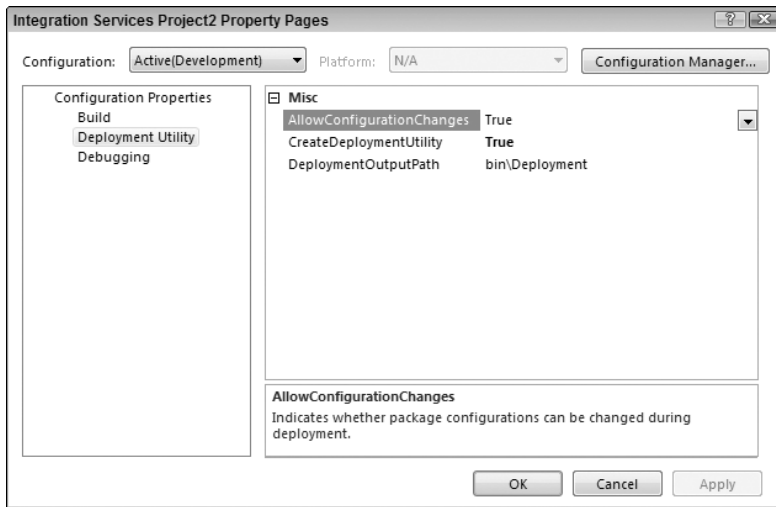 Integration Services Project2 Property Pages
Configuration: Active(Development) Platform: N/A Configuration Manager...
Configuration Properties
Build
Deployment Utility
Debugging
Misc
AllowConfigurationChanges True
CreateDeploymentUtility True
DeploymentOutputPath bin\Deployment
AllowConfigurationChanges
Indicates whether package configurations can be changed during
deployment.
OK Cancel Apply